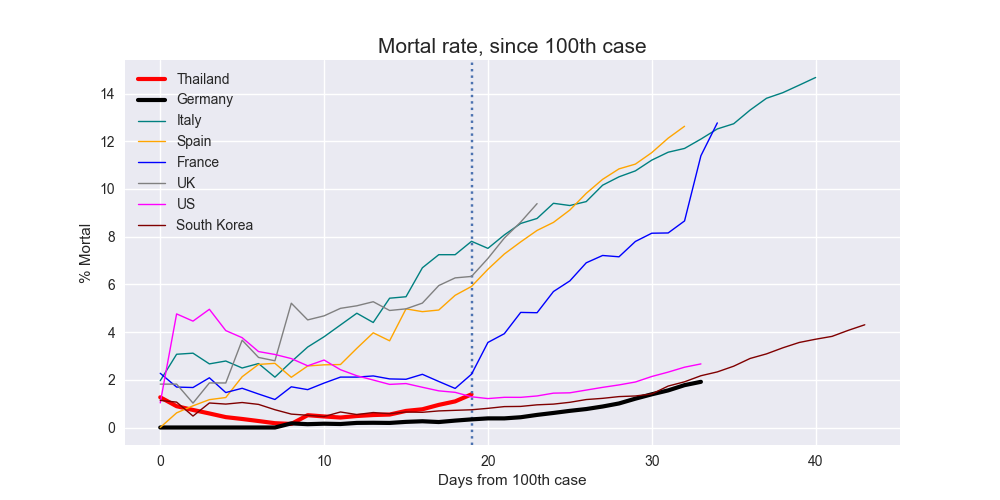 Mortal rate, since 100th case
Thailand
Germany
Italy
Spain
France
UK
US
South Korea
% Mortal
14
12
10
8
6
4
2
0
0 10 20 30 40
Days from 100th case